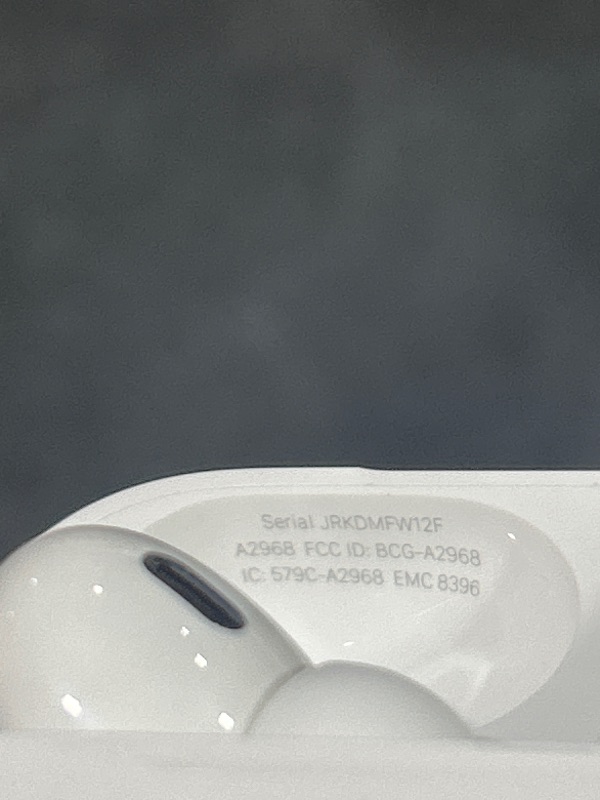 Serial JRKDMFW12F
A2968 FCC ID: BCG-A2968
IC: 579C-A2968 EMC 8396